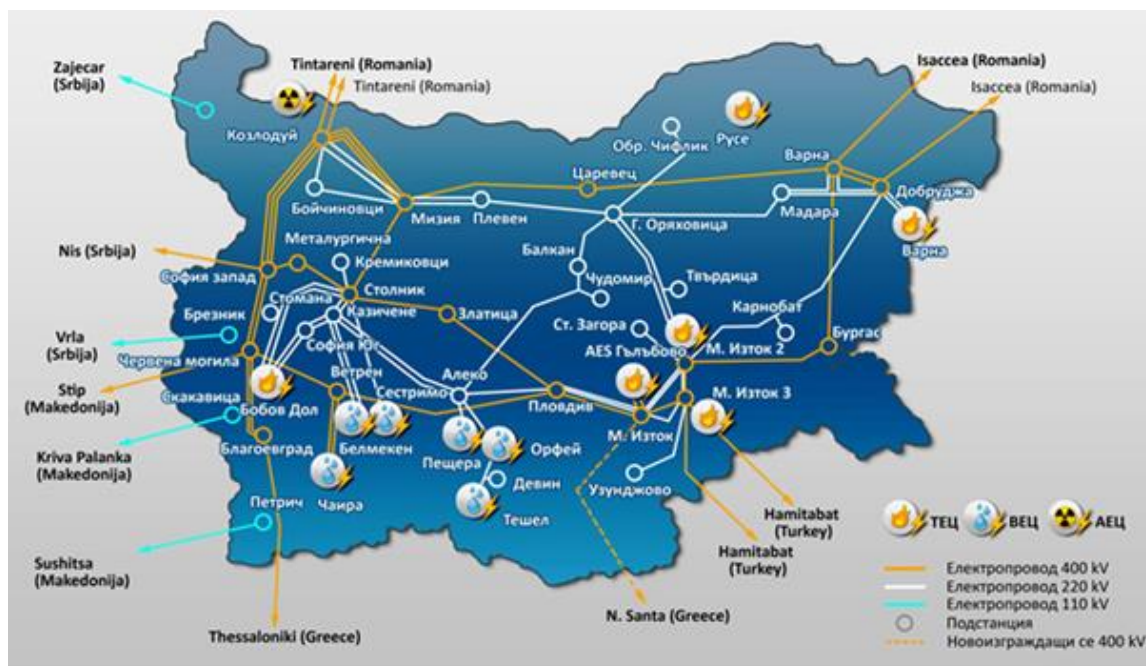 Zajecar
(Srbija)
Tintareni (Romania)
Tintareni (Romania)
Isaccea (Romania)
Isaccea (Romania)
Козлодуй
Обр. Чифлик
Русе
Варна
Царевец
Добруджа
Бойчиновци
Мизия
Плевен
Мадара
Г. Оряховица
Варна
Металургична
Балкан
Nis (Srbija)
Кремиковци
Чудомир
Твърдица
София запад
Столник
Стомана
Карнобат
Брезник
Казичене
Златица
Ст. Загора
Бургас
Vrla
(Srbija)
София Юг
AES Гълъбово
М. Изток 2
Червена могила
Ветрен
Алеко
Stip
(Makedonija)
Сестримо
Скакавица
Бобов Дол
Пловдив
М. Изток 3
М. Изток
Kriva Palanka
(Makedonija)
Благоевград
Белмекен
Пещера
Орфей
Девин
Узунджово
Петрич
Чаира
Тешел
Hamitabat
(Turkey)
ТЕЦ
ВЕЦ
АЕЦ
Sushitsa
(Makedonija)
Hamitabat
(Turkey)
Електропровод 400 kV
Електропровод 220 kV
Електропровод 110 kV
N. Santa (Greece)
Подстанция
Thessaloniki (Greece)
Новоизграждащи се 400 kV